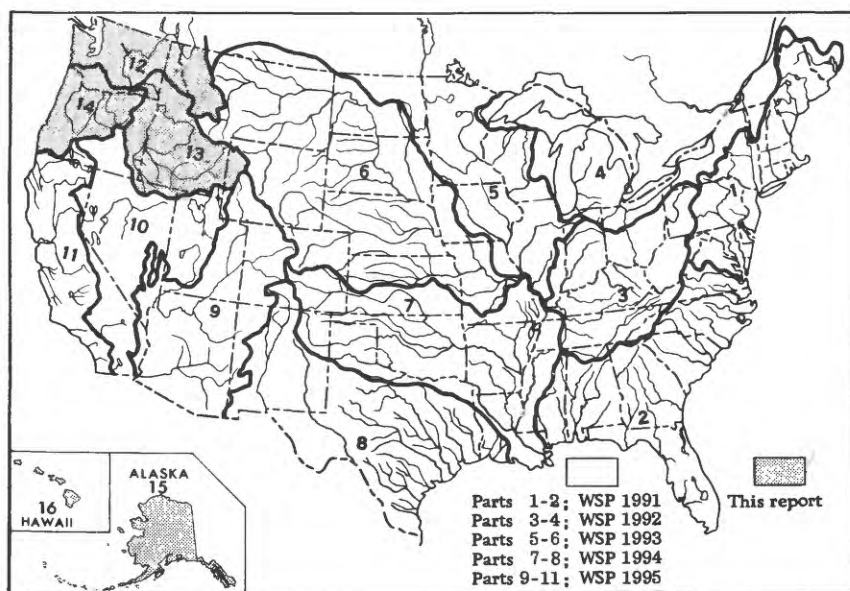 12
14
13
6
5
4
1
10
11
9
7
3
8
2
ALASKA
15
16
HAWAII
This report
Parts 1-2; WSP 1991
Parts 3-4; WSP 1992
Parts 5-6; WSP 1993
Parts 7-8; WSP 1994
Parts 9-11; WSP 1995